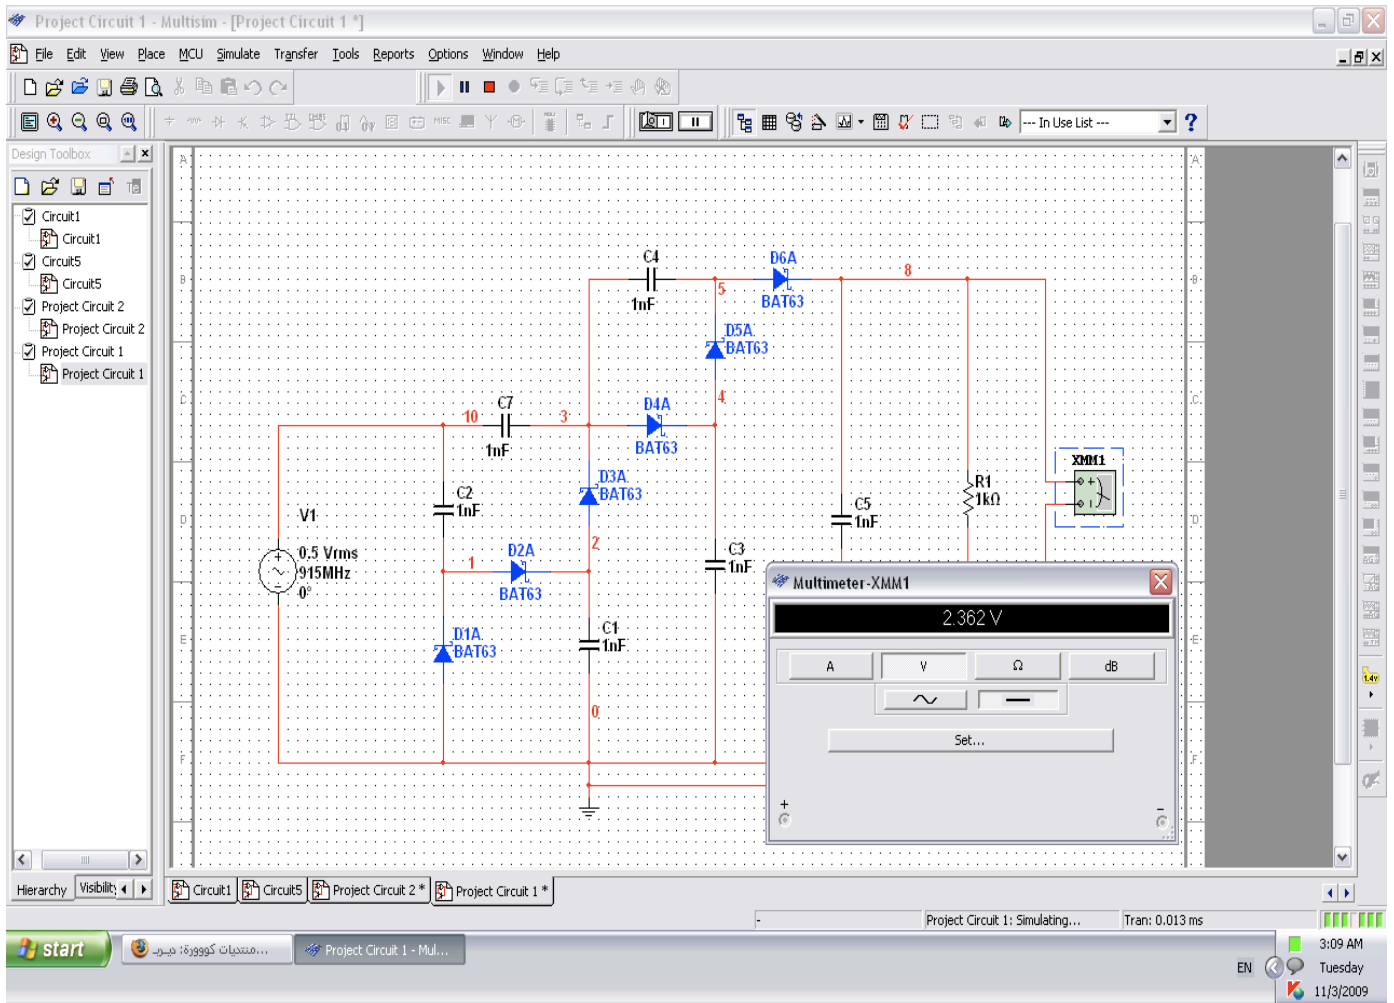 Project Circuit 1 - Multisim - [Project Circuit 1 *]
File Edit View Place MCU Simulate Transfer Tools Reports Options Window Help
--- In Use List ---
Design Toolbox
Circuit1
Circuit1
Circuit5
Circuit5
Project Circuit 2
Project Circuit 2
Project Circuit 1
Project Circuit 1
A
A
B
B
C
C
D
D
E
E
F
F
C4
1nF
5
D6A
BAT63
8
D5A
BAT63
4
10
C7
1nF
3
D4A
BAT63
D3A
BAT63
C2
1nF
V1
0.5 Vrms
915MHz
0°
1
D2A
BAT63
2
C3
1nF
C5
1nF
R1
1kΩ
XMM1
+
D1A
BAT63
C1
1nF
0
Multimeter-XMM1
2.362 V
A V Ω dB
Set...
+ -
Hierarchy Visibility
Circuit1 Circuit5 Project Circuit 2 * Project Circuit 1 *
- Project Circuit 1: Simulating... Tran: 0.013 ms
start
منتديات كووورة: ديـربـ...
Project Circuit 1 - Mul...
EN
3:09 AM
Tuesday
11/3/2009